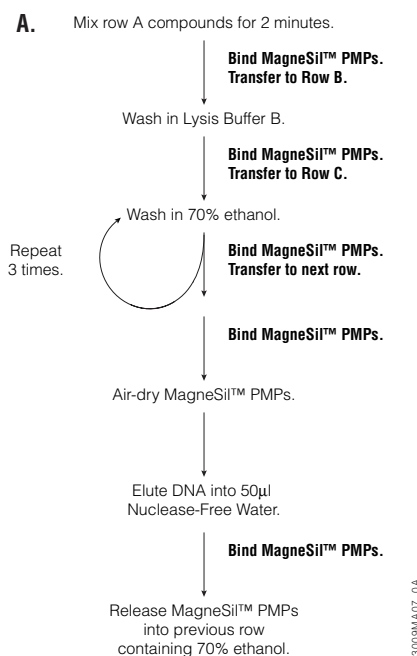 A.
Mix row A compounds for 2 minutes.
Bind MagneSil™ PMPs.
Transfer to Row B.
Wash in Lysis Buffer B.
Bind MagneSil™ PMPs.
Transfer to Row C.
Wash in 70% ethanol.
Repeat
3 times.
Bind MagneSil™ PMPs.
Transfer to next row.
Bind MagneSil™ PMPs.
Air-dry MagneSil™ PMPs.
Elute DNA into 50μl
Nuclease-Free Water.
Bind MagneSil™ PMPs.
Release MagneSil™ PMPs
into previous row
containing 70% ethanol.
3009MA07_0A